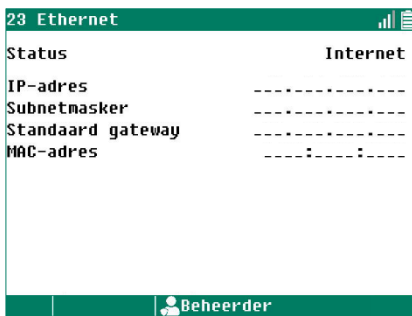 23 Ethernet
Status Internet
IP-adres ___.___.___.___
Subnetmasker ___.___.___.___
Standaard gateway ___.___.___.___
MAC-adres ____:____:____
Beheerder